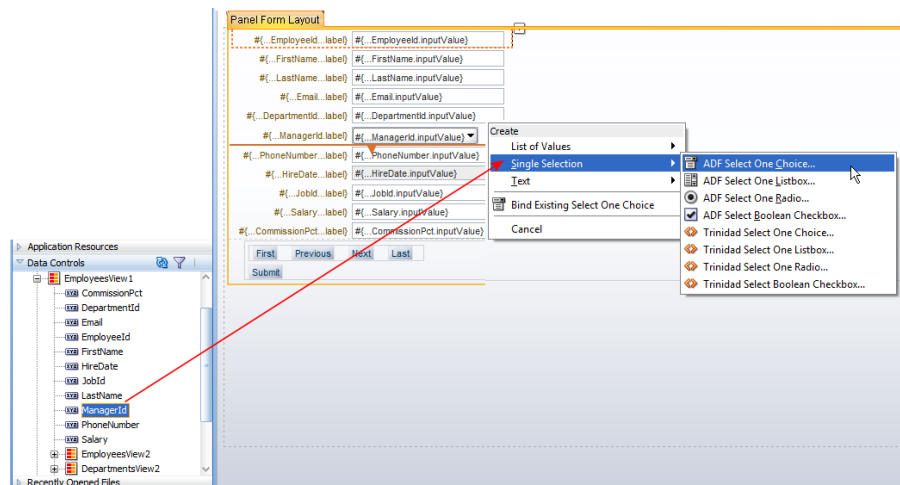 Panel Form Layout
#{...EmployeeId...label} #{...EmployeeId.inputValue}
#{...FirstName...label} #{...FirstName.inputValue}
#{...LastName...label} #{...LastName.inputValue}
#{...Email...label} #{...Email.inputValue}
#{...DepartmentId...label} #{...DepartmentId.inputValue}
#{...ManagerId.label} #{...ManagerId.inputValue}
#{...PhoneNumber...label} #{...PhoneNumber.inputValue}
#{...HireDate...label} #{...HireDate.inputValue}
#{...JobId...label} #{...JobId.inputValue}
#{...Salary...label} #{...Salary.inputValue}
#{...CommissionPct...label} #{...CommissionPct.inputValue}
First Previous Next Last
Submit
Create
List of Values
Single Selection
Text
Bind Existing Select One Choice
Cancel
ADF Select One Choice...
ADF Select One Listbox...
ADF Select One Radio...
ADF Select Boolean Checkbox...
Trinidad Select One Choice...
Trinidad Select One Listbox...
Trinidad Select One Radio...
Trinidad Select Boolean Checkbox...
Application Resources
Data Controls
EmployeesView1
CommissionPct
DepartmentId
Email
EmployeeId
FirstName
HireDate
JobId
LastName
ManagerId
PhoneNumber
Salary
EmployeesView2
DepartmentsView2
Recently Opened Files